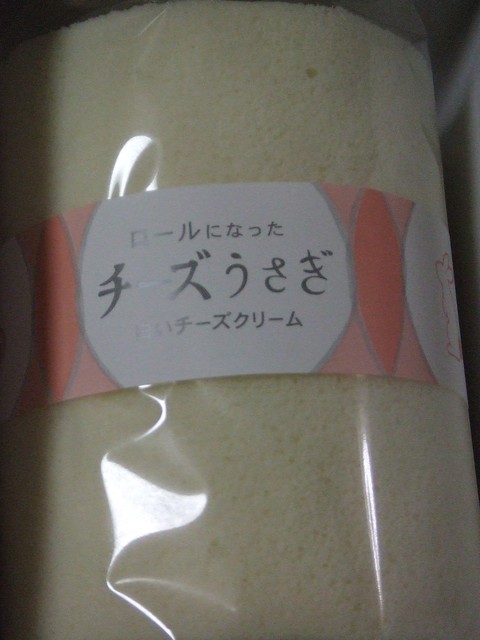 ロールになった
チーズうさぎ
白いチーズクリーム